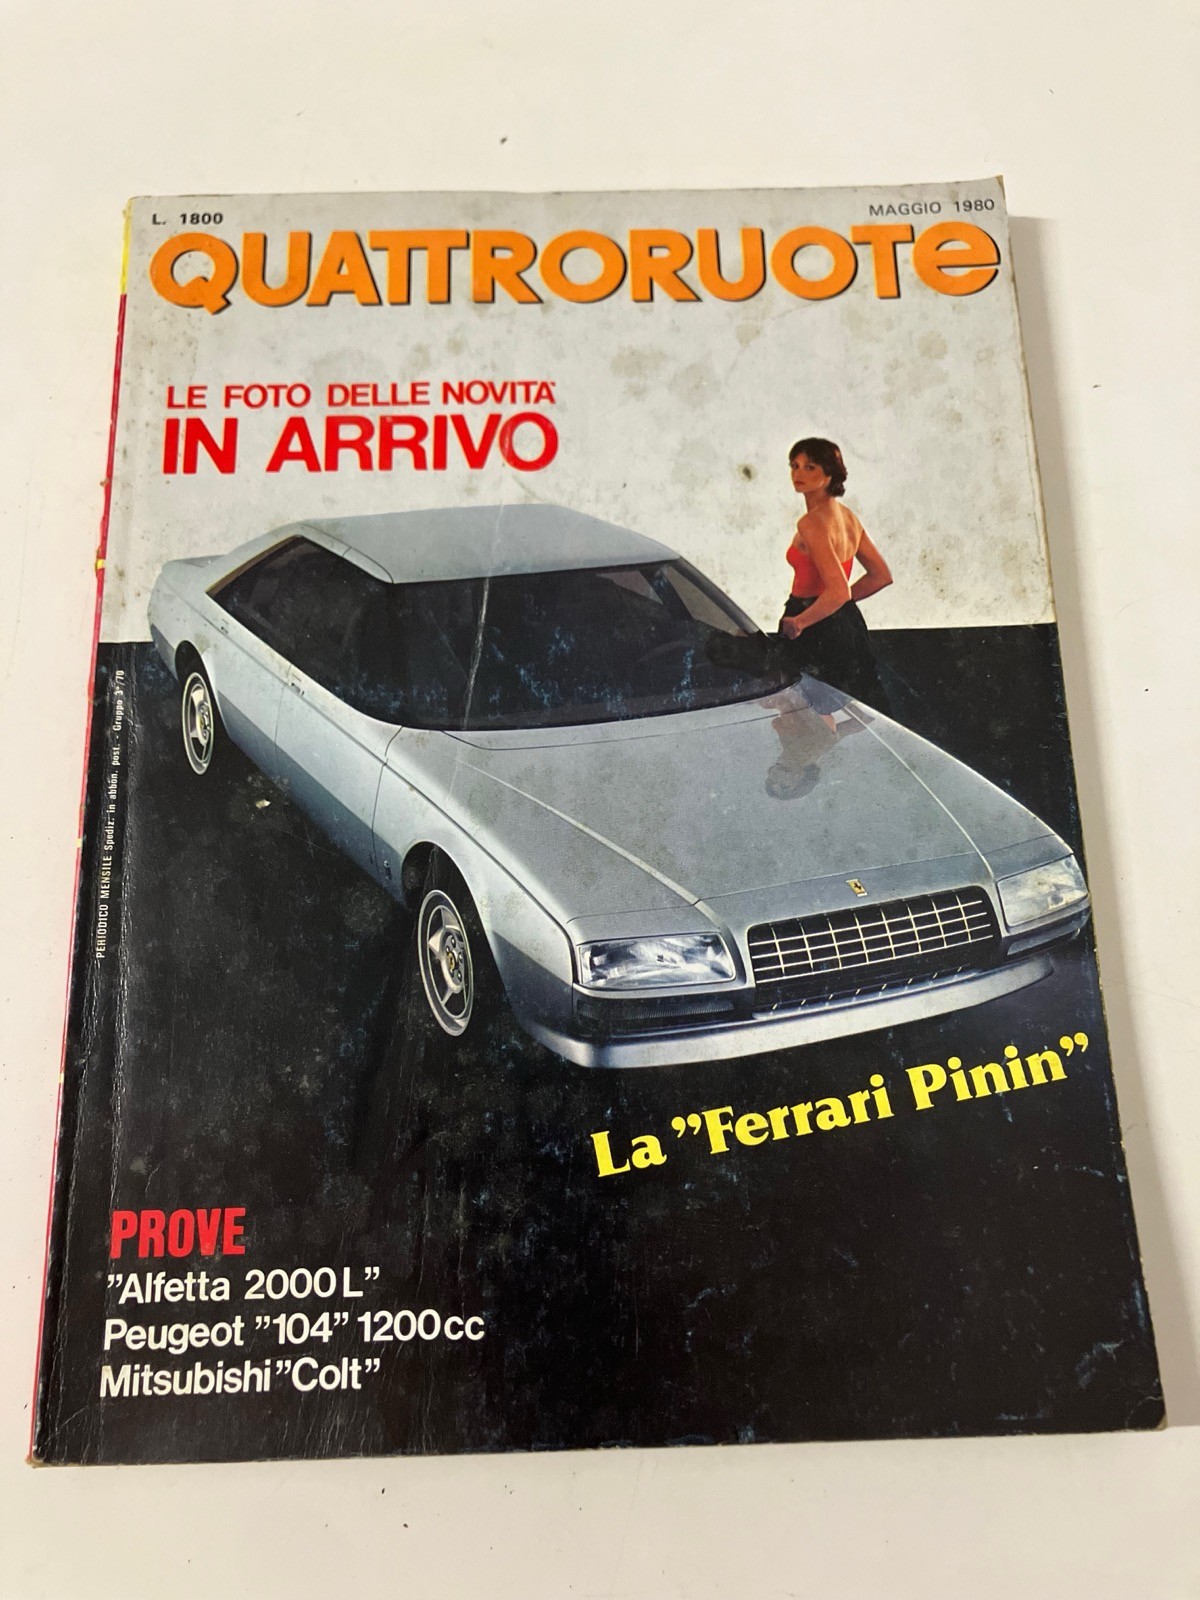 L. 1800
MAGGIO 1980
QUATTRORUOTe
LE FOTO DELLE NOVITA'
IN ARRIVO
PERIODICO MENSILE Spediz. in abbon. post. - Gruppo 3°/70
La "Ferrari Pinin"
PROVE
"Alfetta 2000L"
Peugeot "104" 1200cc
Mitsubishi "Colt"